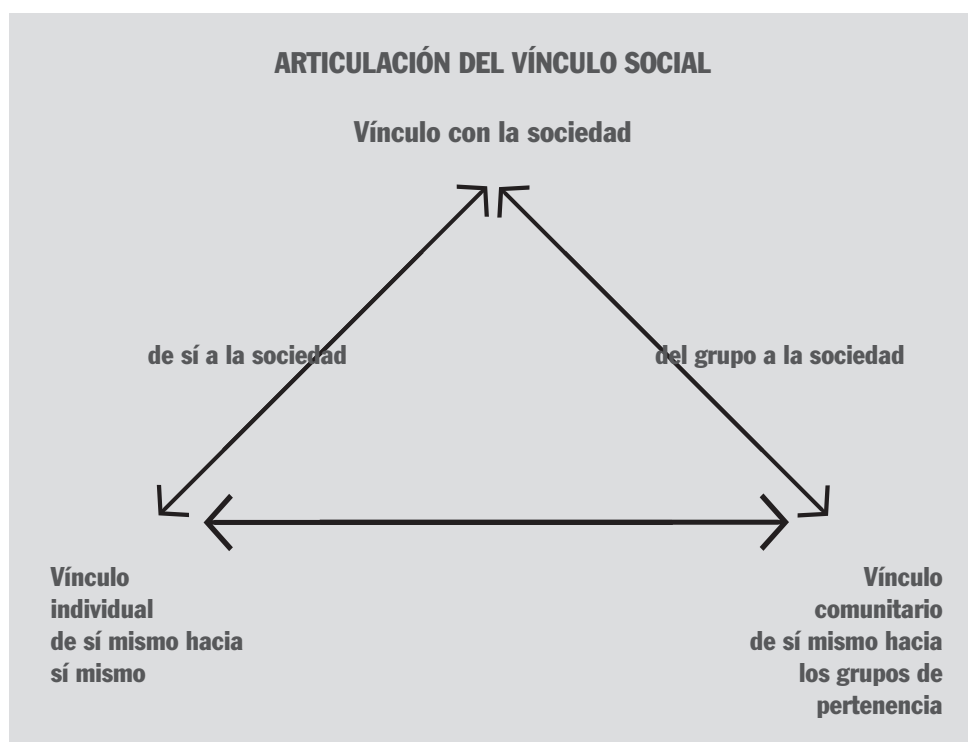 ARTICULACIÓN DEL VÍNCULO SOCIAL
Vínculo con la sociedad
de sí a la sociedad
del grupo a la sociedad
Vínculo
individual
de sí mismo hacia
sí mismo
Vínculo
comunitario
de sí mismo hacia
los grupos de
pertenencia